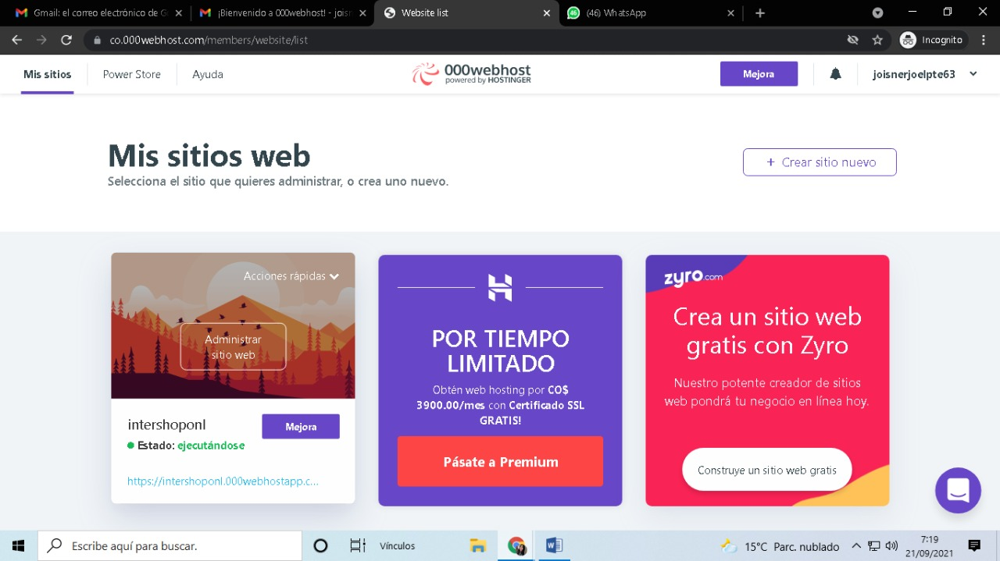 Gmail: el correo electrónico de G
¡Bienvenido a 000webhost! - joisn
Website list
46
(46) WhatsApp
co.000webhost.com/members/website/list
Incognito
Mis sitios
Power Store
Ayuda
000webhost
powered by HOSTINGER
Mejora
joisnerjoelpte63
Mis sitios web
Selecciona el sitio que quieres administrar, o crea uno nuevo.
+ Crear sitio nuevo
Acciones rápidas
Administrar
sitio web
intershoponl
Mejora
Estado: ejecutándose
https://intershoponl.000webhostapp.c...
POR TIEMPO
LIMITADO
Obtén web hosting por CO$
3900.00/mes con Certificado SSL
GRATIS!
Pásate a Premium
zyro.com
Crea un sitio web
gratis con Zyro
Nuestro potente creador de sitios
web pondrá tu negocio en línea hoy.
Construye un sitio web gratis
Escribe aquí para buscar.
Vínculos
15°C Parc. nublado
7:19
21/09/2021